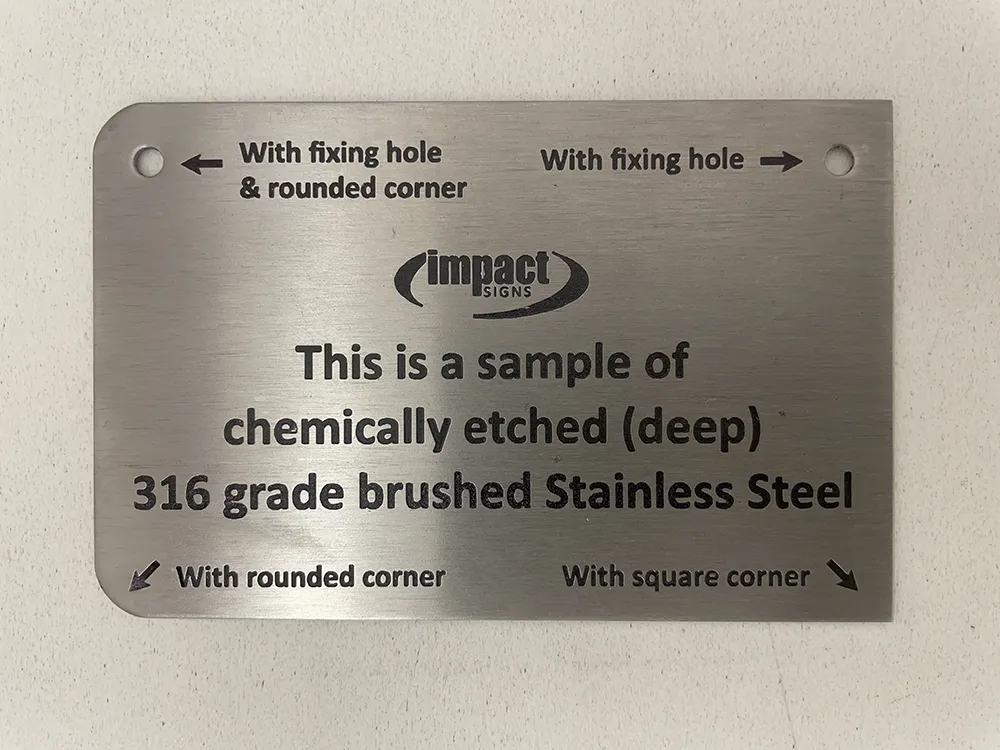 With fixing hole
& rounded corner
With fixing hole
impact
SIGNS
This is a sample of
chemically etched (deep)
316 grade brushed Stainless Steel
With rounded corner
With square corner